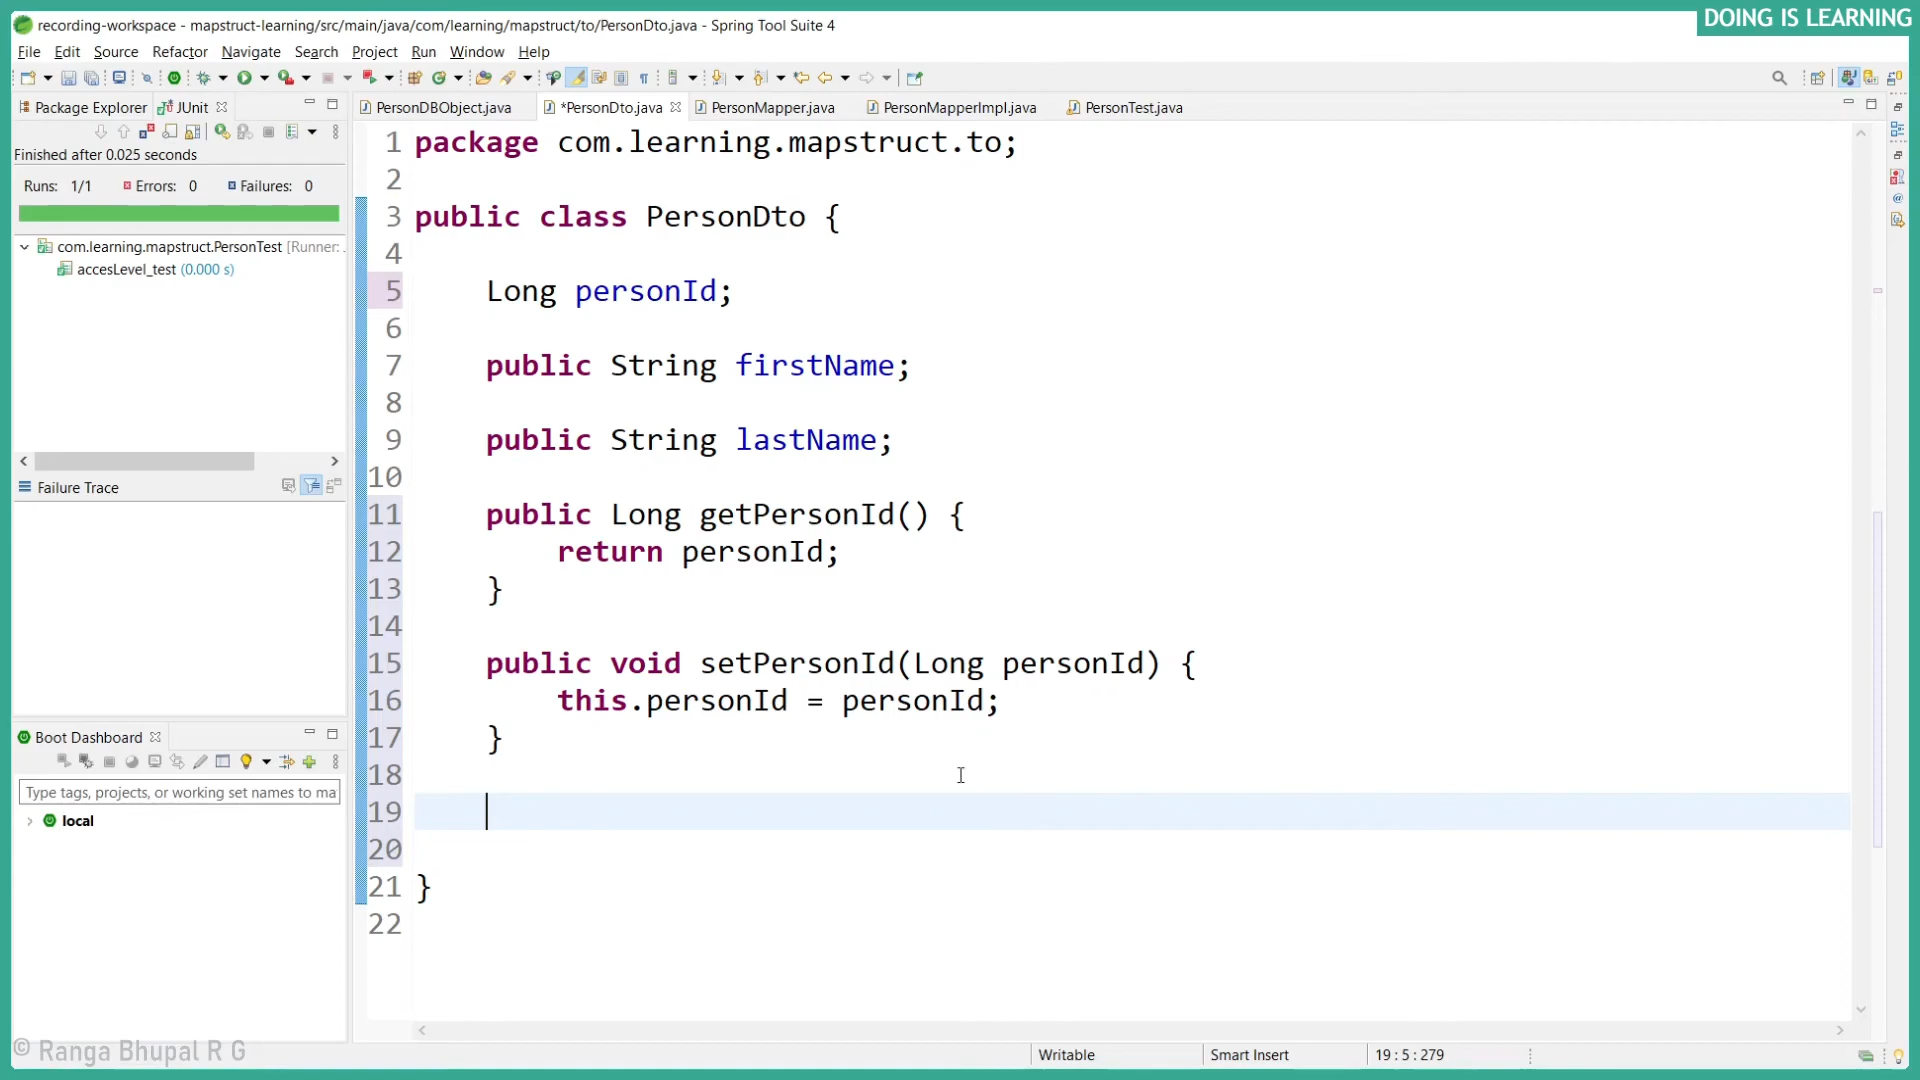 DOING IS LEARNING
recording-workspace - mapstruct-learning/src/main/java/com/learning/mapstruct/to/PersonDto.java - Spring Tool Suite 4
File Edit Source Refactor Navigate Search Project Run Window Help
Package Explorer JUnit
PersonDBObject.java *PersonDto.java PersonMapper.java PersonMapperImpl.java PersonTest.java
Finished after 0.025 seconds
Runs: 1/1 Errors: 0 Failures: 0
com.learning.mapstruct.PersonTest [Runner:
accesLevel_test (0.000 s)
Failure Trace
Boot Dashboard
Type tags, projects, or working set names to ma
local
1 package com.learning.mapstruct.to;
2
3 public class PersonDto {
4
5 Long personId;
6
7 public String firstName;
8
9 public String lastName;
10
11 public Long getPersonId() {
12 return personId;
13 }
14
15 public void setPersonId(Long personId) {
16 this.personId = personId;
17 }
18
19
20
21 }
22
© Ranga Bhupal R G
Writable Smart Insert 19 : 5 : 279